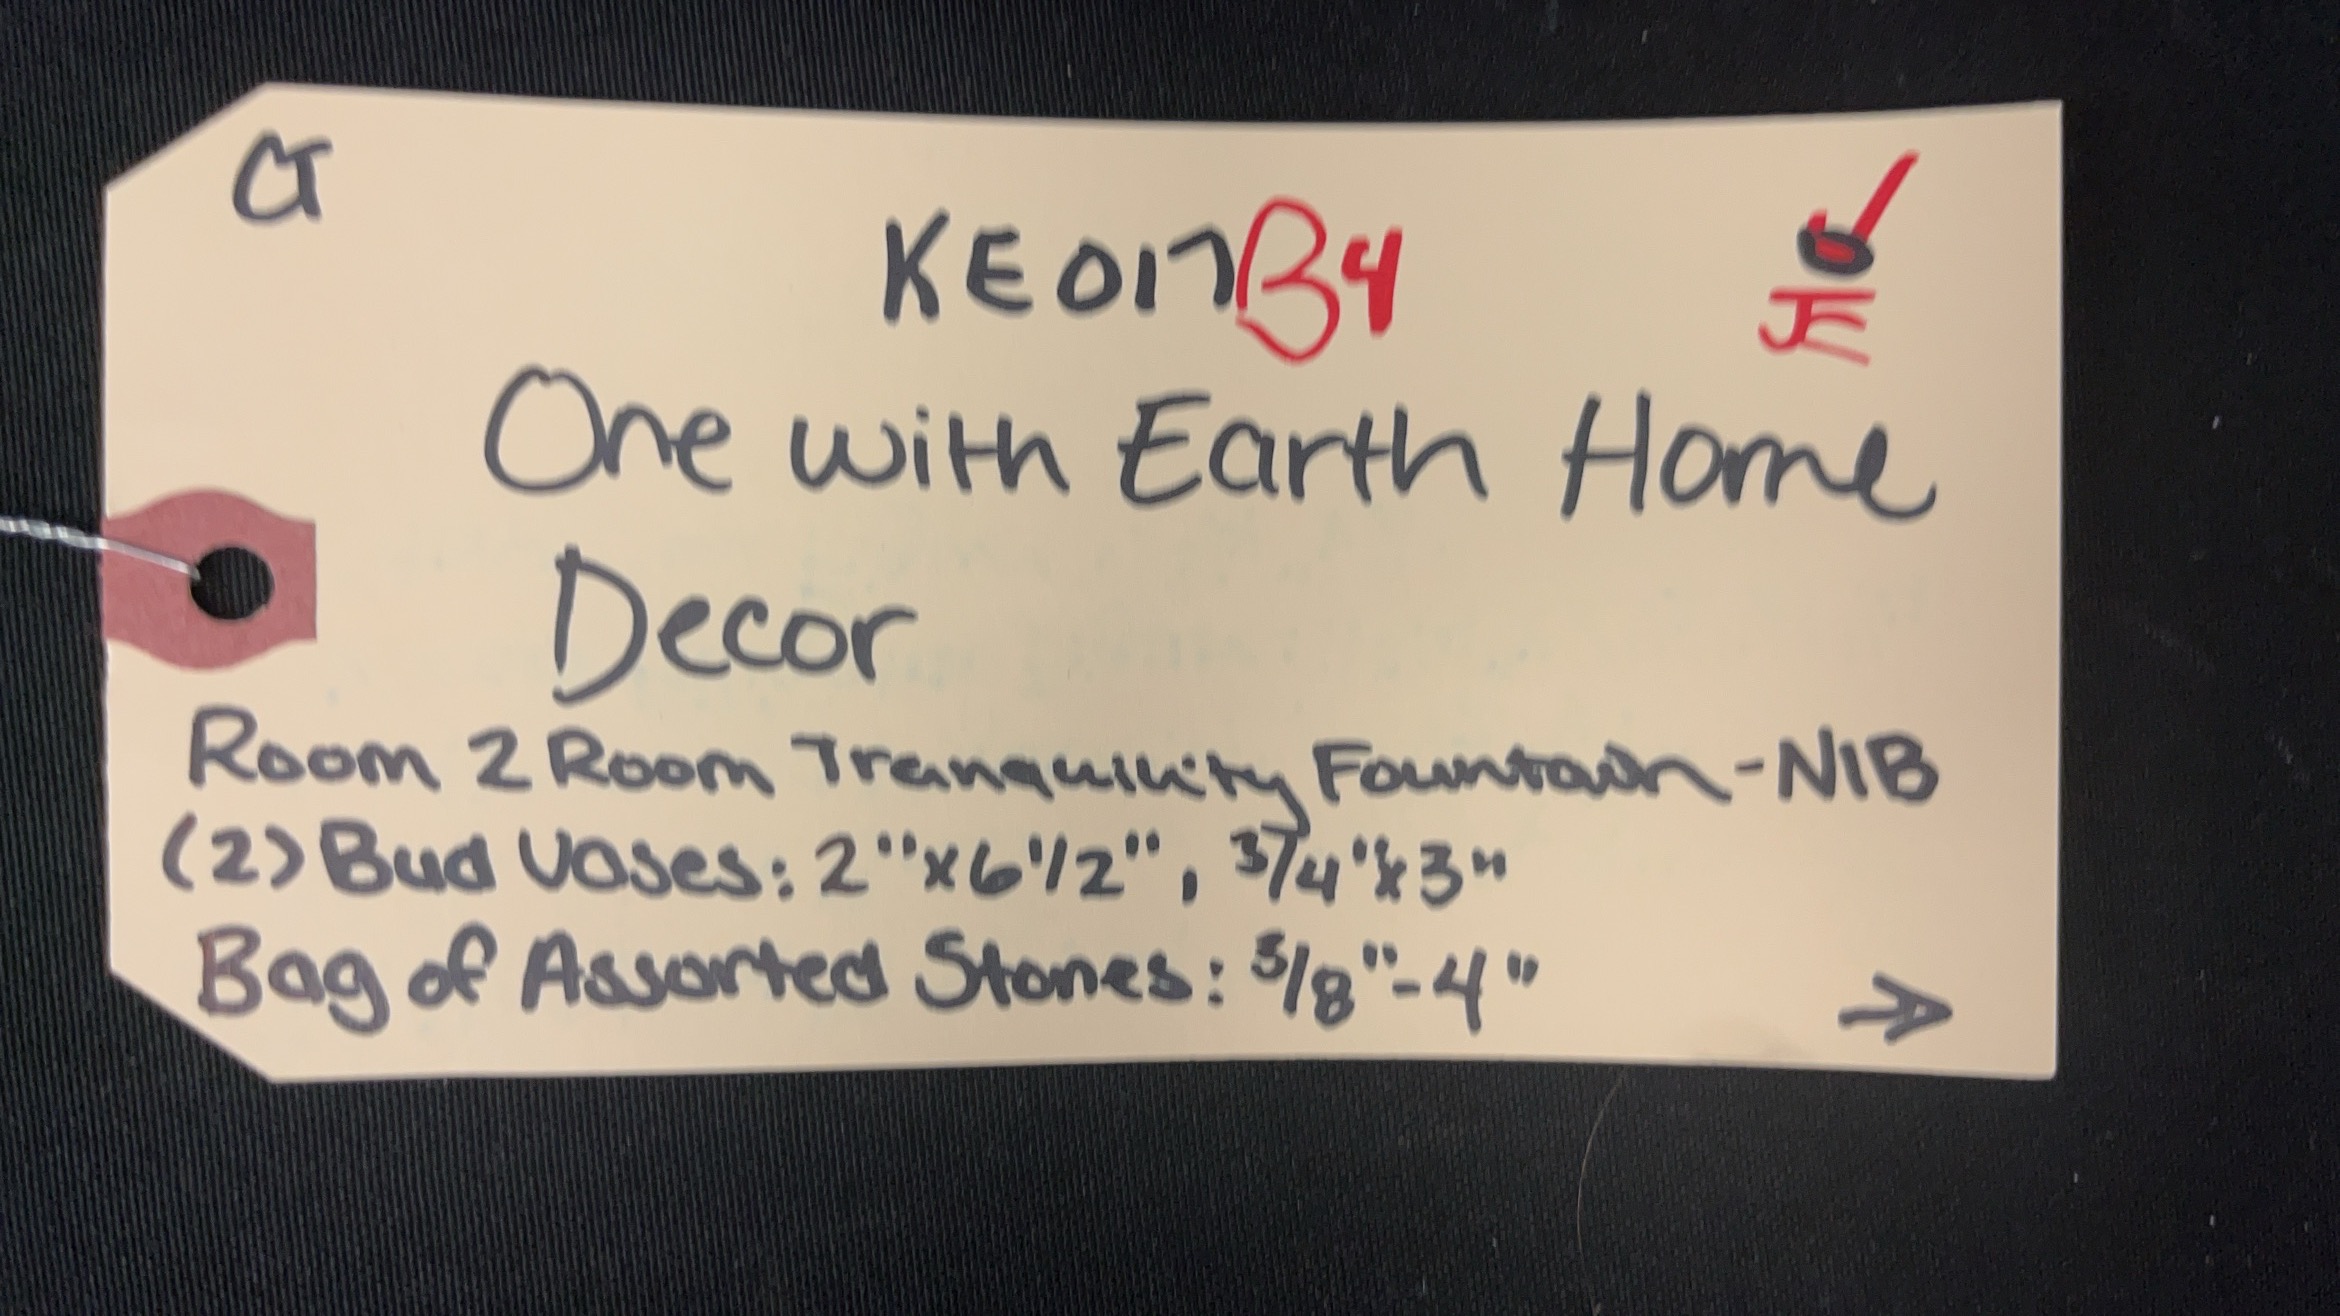 CT
KE017B4
JE
One with Earth Home
Decor
Room 2 Room Tranquility Fountain-NIB
(2) Bud Vases: 2"x6 1/2", 3/4"x3"
Bag of Assorted Stones: 3/8"-4"